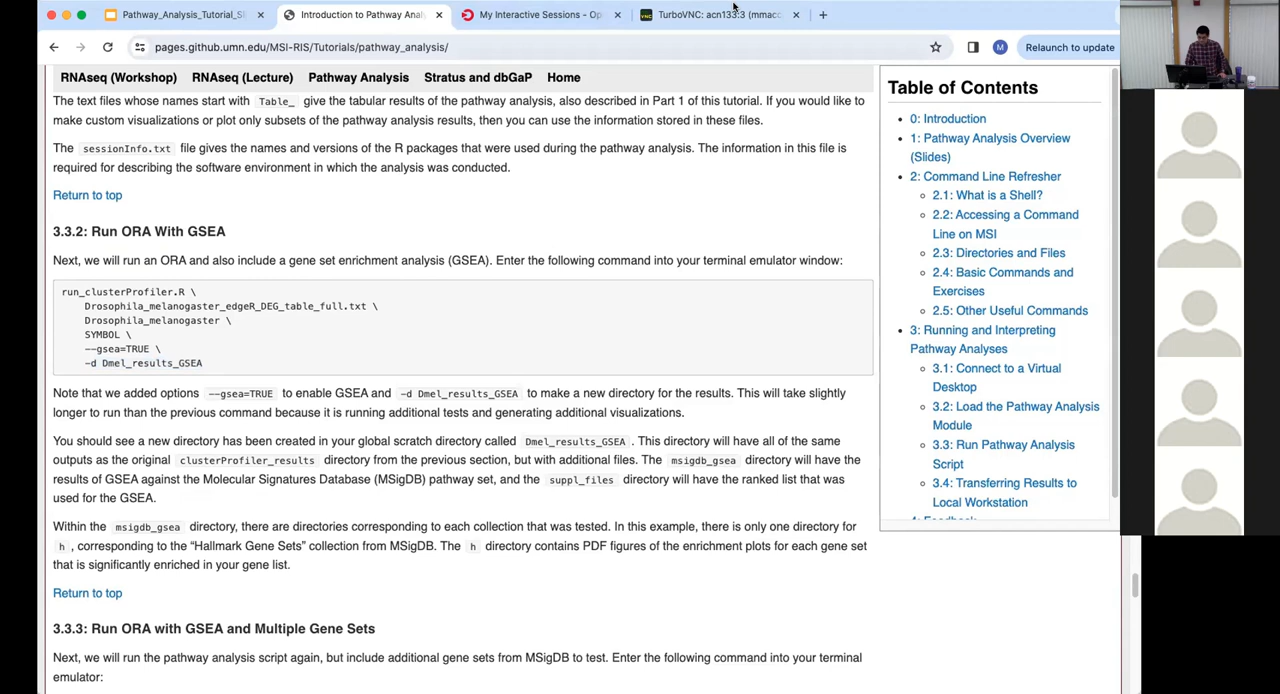 Pathway_Analysis_Tutorial_Sl
Introduction to Pathway Anal
My Interactive Sessions - Op
TurboVNC: acn133:3 (mmacc
pages.github.umn.edu/MSI-RIS/Tutorials/pathway_analysis/
M
Relaunch to update
RNAseq (Workshop) RNAseq (Lecture) Pathway Analysis Stratus and dbGaP Home
The text files whose names start with Table_ give the tabular results of the pathway analysis, also described in Part 1 of this tutorial. If you would like to
make custom visualizations or plot only subsets of the pathway analysis results, then you can use the information stored in these files.
The sessionInfo.txt file gives the names and versions of the R packages that were used during the pathway analysis. The information in this file is
required for describing the software environment in which the analysis was conducted.
Return to top
3.3.2: Run ORA With GSEA
Next, we will run an ORA and also include a gene set enrichment analysis (GSEA). Enter the following command into your terminal emulator window:
run_clusterProfiler.R \
Drosophila_melanogaster_edgeR_DEG_table_full.txt \
Drosophila_melanogaster \
SYMBOL \
--gsea=TRUE \
-d Dmel_results_GSEA
Note that we added options --gsea=TRUE to enable GSEA and -d Dmel_results_GSEA to make a new directory for the results. This will take slightly
longer to run than the previous command because it is running additional tests and generating additional visualizations.
You should see a new directory has been created in your global scratch directory called Dmel_results_GSEA . This directory will have all of the same
outputs as the original clusterProfiler_results directory from the previous section, but with additional files. The msigdb_gsea directory will have the
results of GSEA against the Molecular Signatures Database (MSigDB) pathway set, and the suppl_files directory will have the ranked list that was
used for the GSEA.
Within the msigdb_gsea directory, there are directories corresponding to each collection that was tested. In this example, there is only one directory for
h , corresponding to the “Hallmark Gene Sets” collection from MSigDB. The h directory contains PDF figures of the enrichment plots for each gene set
that is significantly enriched in your gene list.
Return to top
3.3.3: Run ORA with GSEA and Multiple Gene Sets
Next, we will run the pathway analysis script again, but include additional gene sets from MSigDB to test. Enter the following command into your terminal
emulator:
Table of Contents
0: Introduction
1: Pathway Analysis Overview
(Slides)
2: Command Line Refresher
2.1: What is a Shell?
2.2: Accessing a Command
Line on MSI
2.3: Directories and Files
2.4: Basic Commands and
Exercises
2.5: Other Useful Commands
3: Running and Interpreting
Pathway Analyses
3.1: Connect to a Virtual
Desktop
3.2: Load the Pathway Analysis
Module
3.3: Run Pathway Analysis
Script
3.4: Transferring Results to
Local Workstation
4: Feedback